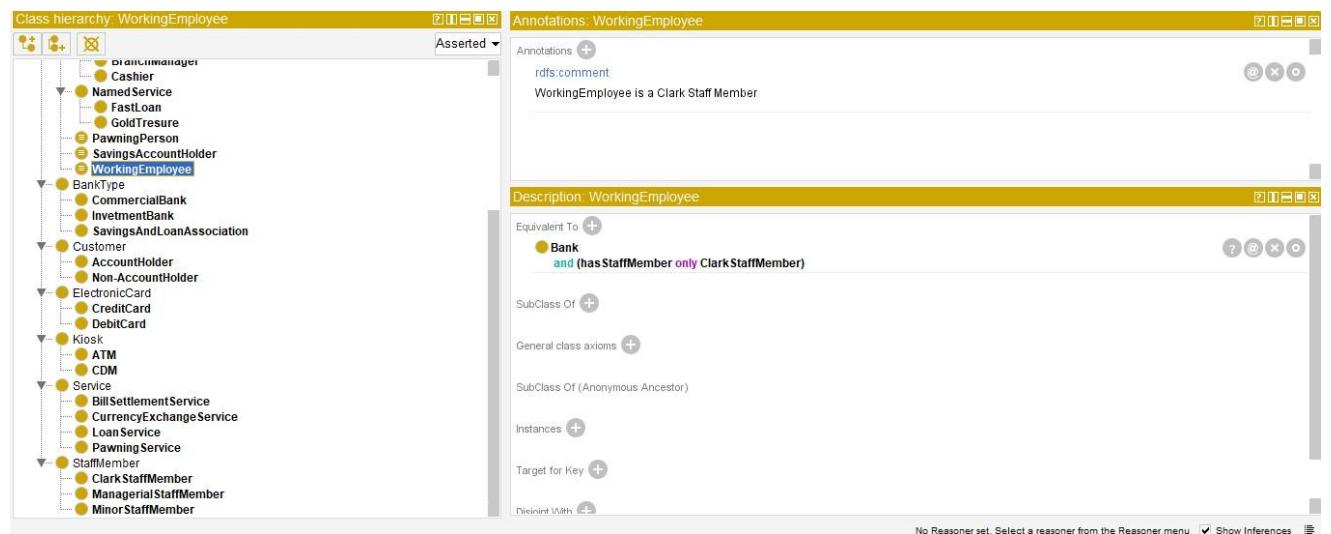 Class hierarchy: WorkingEmployee
Asserted
BranchManager
Cashier
NamedService
FastLoan
GoldTresure
PawningPerson
SavingsAccountHolder
WorkingEmployee
BankType
CommercialBank
InvetmentBank
SavingsAndLoanAssociation
Customer
AccountHolder
Non-AccountHolder
ElectronicCard
CreditCard
DebitCard
Kiosk
ATM
CDM
Service
BillSettlementService
CurrencyExchangeService
LoanService
PawningService
StaffMember
ClarkStaffMember
ManagerialStaffMember
MinorStaffMember
Annotations: WorkingEmployee
Annotations
rdfs:comment
WorkingEmployee is a Clark Staff Member
Description: WorkingEmployee
Equivalent To
Bank
and (hasStaffMember only ClarkStaffMember)
SubClass Of
General class axioms
SubClass Of (Anonymous Ancestor)
Instances
Target for Key
Disjoint With
No Reasoner set. Select a reasoner from the Reasoner menu Show Inferences